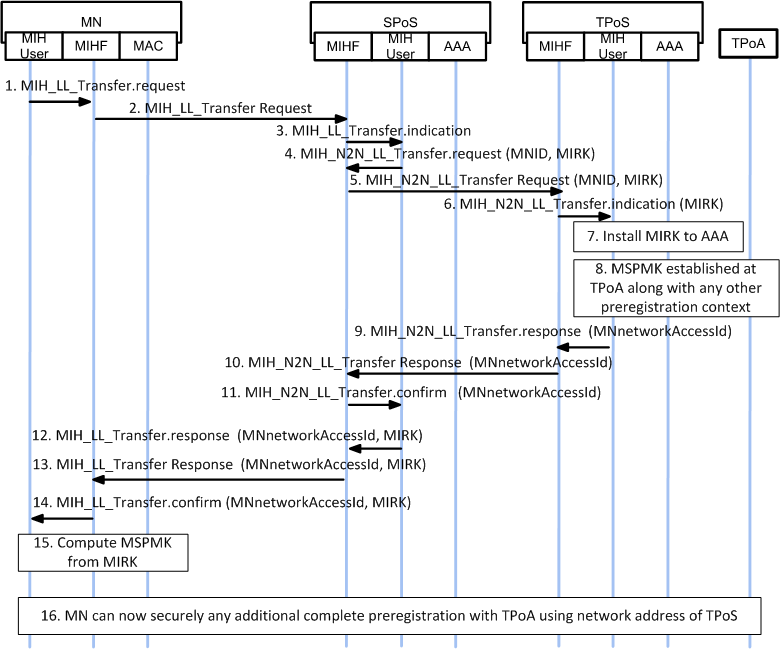 MN
SPoS
TPoS
MIH
User
MIHF
MAC
MIHF
MIH
User
AAA
MIHF
MIH
User
AAA
TPoA
1. MIH_LL_Transfer.request
2. MIH_LL_Transfer Request
3. MIH_LL_Transfer.indication
4. MIH_N2N_LL_Transfer.request (MNID, MIRK)
5. MIH_N2N_LL_Transfer Request (MNID, MIRK)
6. MIH_N2N_LL_Transfer.indication (MIRK)
7. Install MIRK to AAA
8. MSPMK established at
TPoA along with any other
preregistration context
9. MIH_N2N_LL_Transfer.response (MNnetworkAccessId)
10. MIH_N2N_LL_Transfer Response (MNnetworkAccessId)
11. MIH_N2N_LL_Transfer.confirm (MNnetworkAccessId)
12. MIH_LL_Transfer.response (MNnetworkAccessId, MIRK)
13. MIH_LL_Transfer Response (MNnetworkAccessId, MIRK)
14. MIH_LL_Transfer.confirm (MNnetworkAccessId, MIRK)
15. Compute MSPMK
from MIRK
16. MN can now securely any additional complete preregistration with TPoA using network address of TPoS